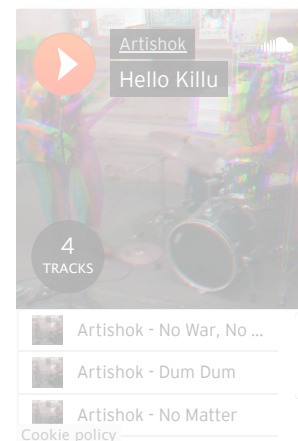 Artishok
Hello Killu
4
TRACKS
Artishok - No War, No ...
Artishok - Dum Dum
Artishok - No Matter
Cookie policy